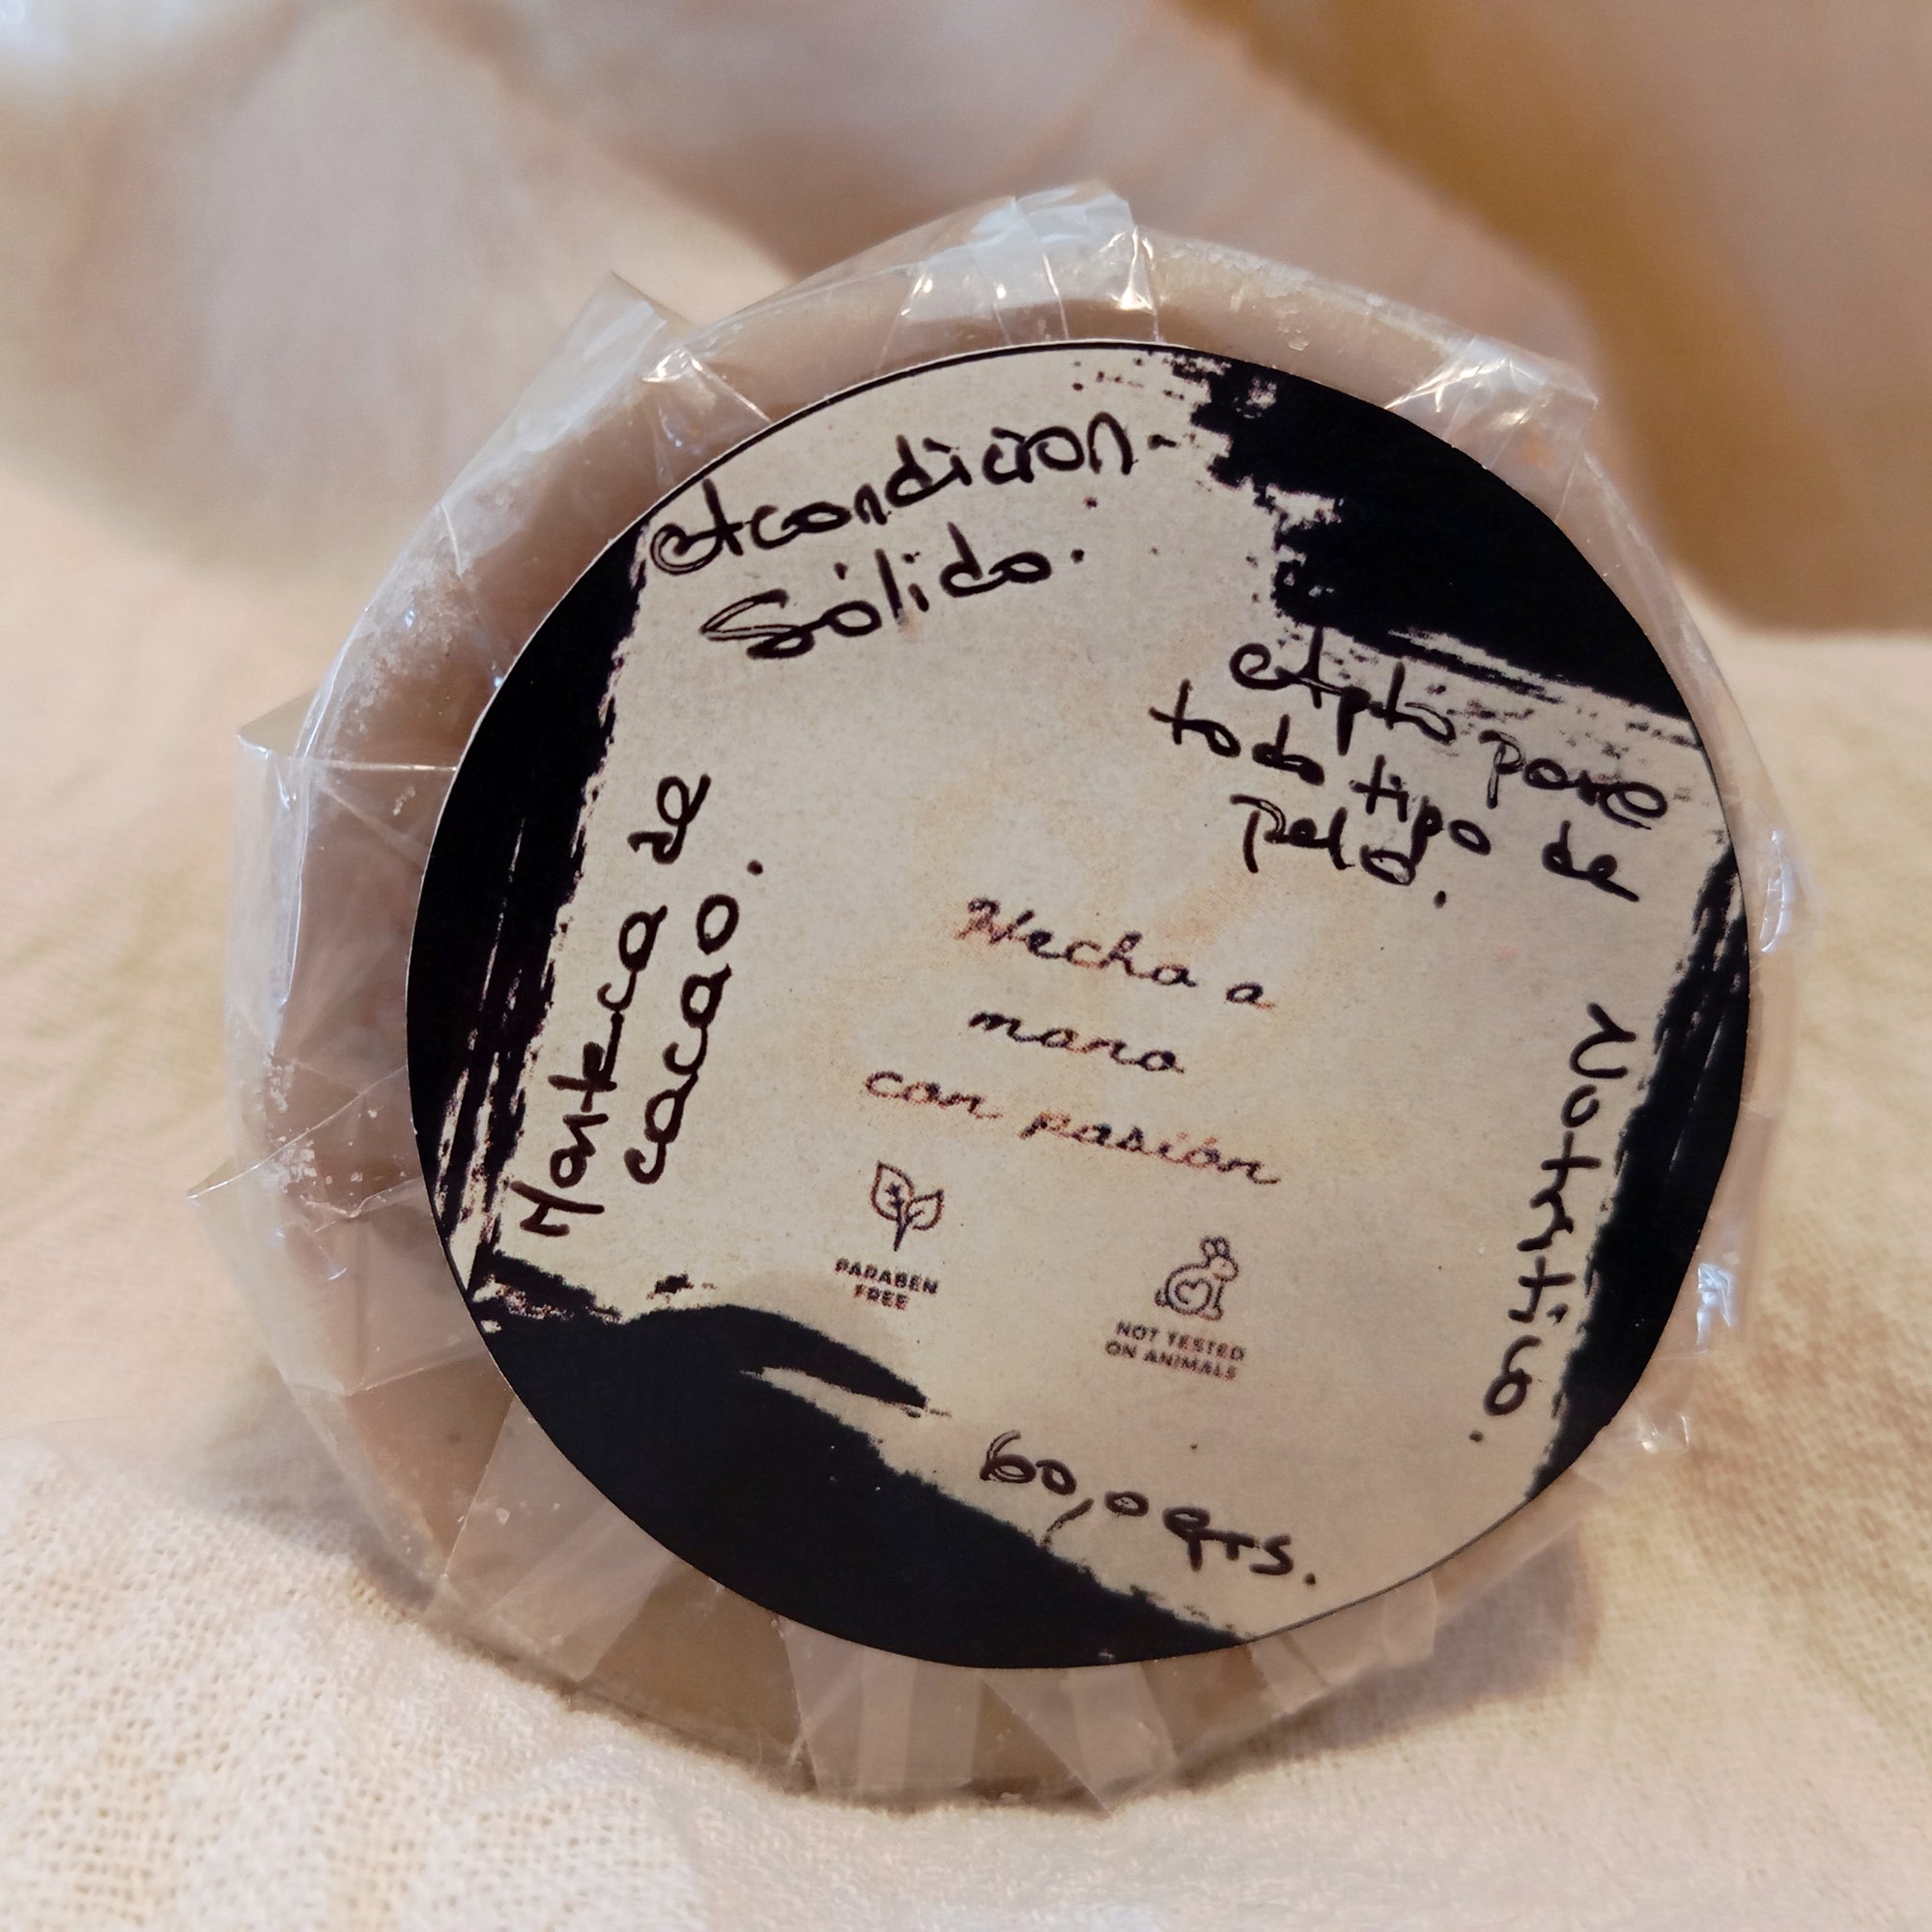 Acondicion-
Sólido.
Apto para
todo tipo de
Pelo.
Manteca de
cacao.
Hecho a
mano
con pasión
Nutritivo.
PARABEN
FREE
NOT TESTED
ON ANIMALS
60,0 grs.